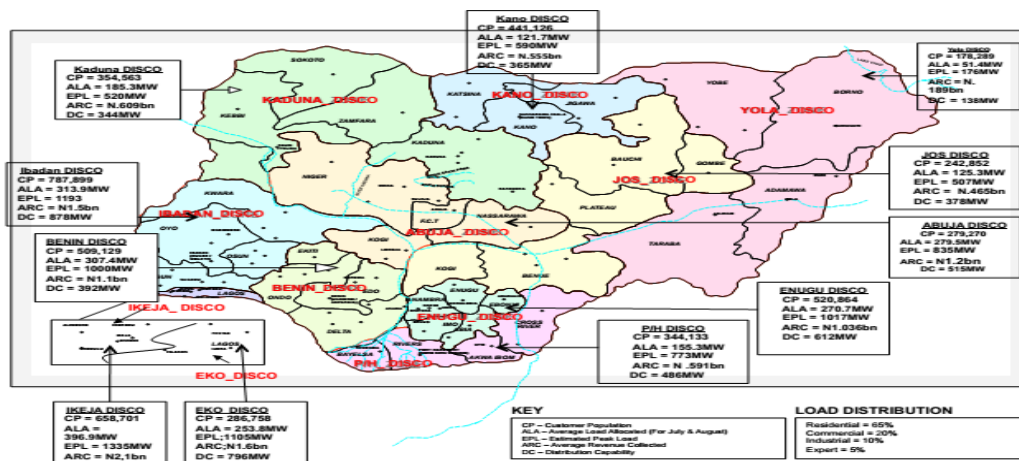 Kano DISCO
CP = 441,126
ALA = 121.7MW
EPL = 590MW
ARC = N.555bn
DC = 365MW
Yola DISCO
CP = 178,289
ALA = 51.4MW
EPL = 176MW
ARC = N.
189bn
DC = 138MW
Kaduna DISCO
CP = 354,563
ALA = 185.3MW
EPL = 520MW
ARC = N.609bn
DC = 344MW
SOKOTO
KEBBI
ZAMFARA
KADUNA_DISCO
KATSINA
KANO_DISCO
JIGAWA
KANO
YOBE
BORNO
YOLA_DISCO
KADUNA
BAUCHI
GOMBE
JOS_DISCO
JOS DISCO
CP = 242,852
ALA = 125.3MW
EPL = 507MW
ARC = N.465bn
DC = 378MW
Ibadan DISCO
CP = 787,899
ALA = 313.9MW
EPL = 1193
ARC = N1.5bn
DC = 878MW
NIGER
KWARA
IBADAN_DISCO
OYO
OSUN
EKITI
F.C.T
NASSARAWA
ABUJA_DISCO
PLATEAU
ADAMAWA
TARABA
KOGI
KOGI
BENUE
ABUJA DISCO
CP = 279,270
ALA = 279.5MW
EPL = 835MW
ARC = N1.2bn
DC = 515MW
BENIN DISCO
CP = 509,129
ALA = 307.4MW
EPL = 1000MW
ARC = N1.1bn
DC = 392MW
LAGOS
ONDO
BENIN_DISCO
DELTA
ENUGU
ANAMBRA
ENUGU_DISCO
IMO
CROSS
RIVER
BAYELSA
RIVERS
P/H_DISCO
AKWA IBOM
ENUGU DISCO
CP = 520,864
ALA = 270.7MW
EPL = 1017MW
ARC = N1.036bn
DC = 612MW
P/H DISCO
CP = 344,133
ALA = 155.3MW
EPL = 773MW
ARC = N .591bn
DC = 486MW
IKEJA_ DISCO
LAGOS
EKO_DISCO
IKEJA DISCO
CP = 658,701
ALA =
396.9MW
EPL = 1335MW
ARC = N2,1bn
EKO DISCO
CP = 286,758
ALA = 253.8MW
EPL;1105MW
ARC;N1.6bn
DC = 796MW
KEY
CP – Customer Population
ALA – Average Load Allocated (For July & August)
EPL – Estimated Peak Load
ARC – Average Revenue Collected
DC – Distribution Capability
LOAD DISTRIBUTION
Residential = 65%
Commercial = 20%
Industrial = 10%
Expert = 5%